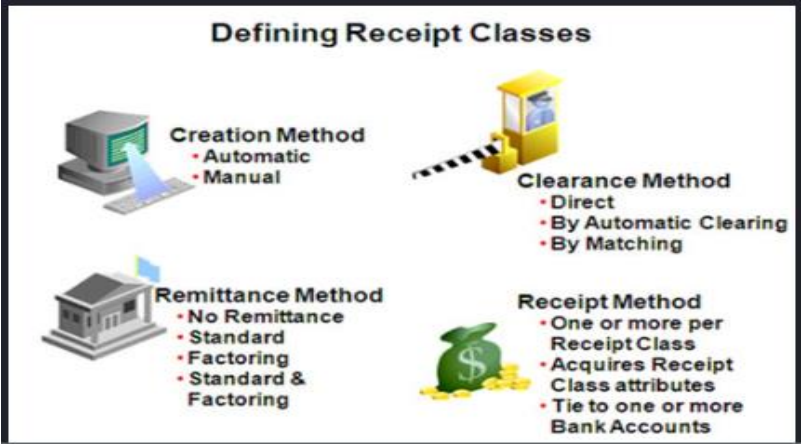 Defining Receipt Classes
Creation Method
• Automatic
• Manual
Clearance Method
• Direct
• By Automatic Clearing
• By Matching
Remittance Method
• No Remittance
• Standard
• Factoring
• Standard &
Factoring
Receipt Method
• One or more per
Receipt Class
• Acquires Receipt
Class attributes
• Tie to one or more
Bank Accounts
$